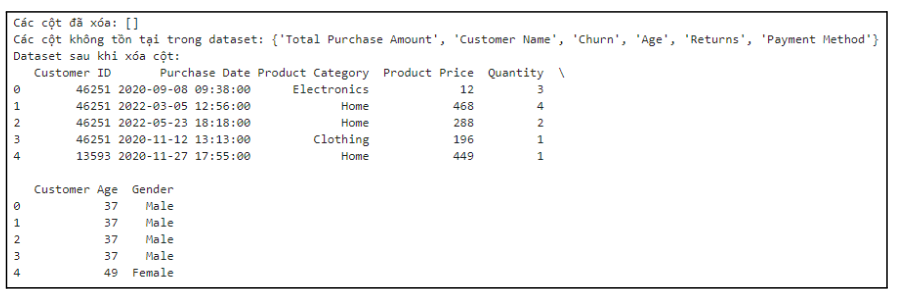 Các cột đã xóa: []
Các cột không tồn tại trong dataset: {'Total Purchase Amount', 'Customer Name', 'Churn', 'Age', 'Returns', 'Payment Method'}
Dataset sau khi xóa cột:
   Customer ID       Purchase Date Product Category  Product Price  Quantity  \
0        46251 2020-09-08 09:38:00      Electronics             12         3
1        46251 2022-03-05 12:56:00             Home            468         4
2        46251 2022-05-23 18:18:00             Home            288         2
3        46251 2020-11-12 13:13:00         Clothing            196         1
4        13593 2020-11-27 17:55:00             Home            449         1
   Customer Age  Gender
0            37    Male
1            37    Male
2            37    Male
3            37    Male
4            49  Female